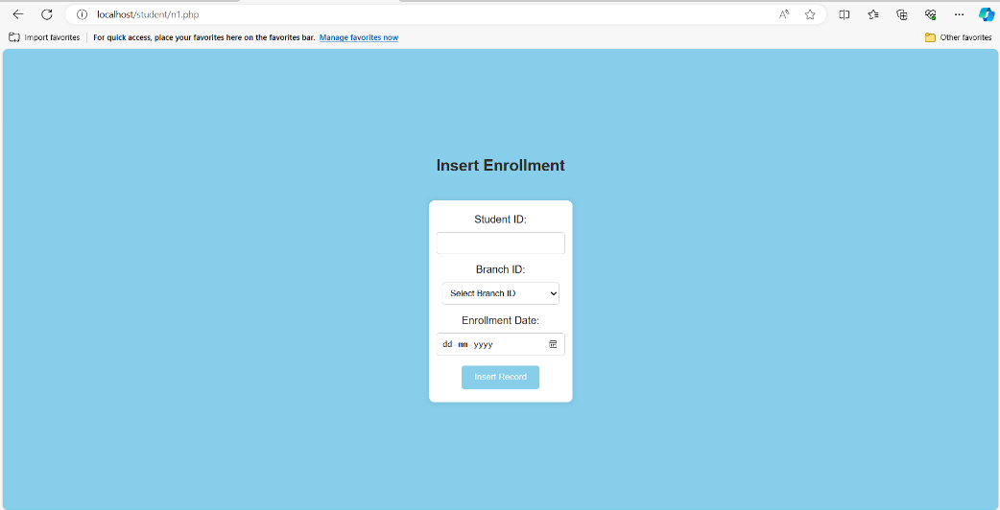 localhost/student/n1.php
Import favorites For quick access, place your favorites here on the favorites bar. Manage favorites now Other favorites
Insert Enrollment
Student ID:
Branch ID:
Select Branch ID
Enrollment Date:
dd-mm-yyyy
Insert Record